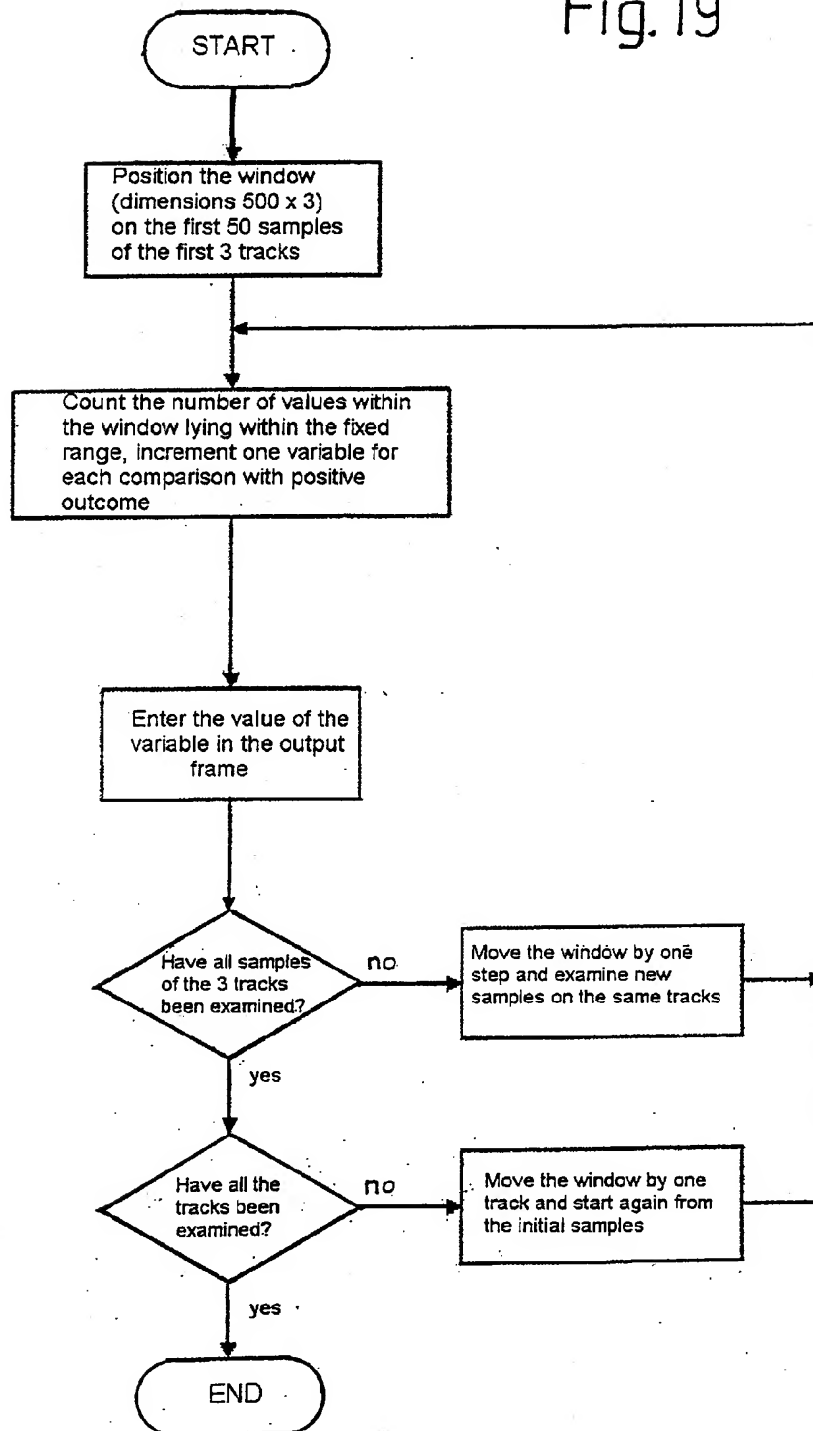 Fig. 19
START
Position the window
(dimensions 500 x 3)
on the first 50 samples
of the first 3 tracks
Count the number of values within
the window lying within the fixed
range, increment one variable for
each comparison with positive
outcome
Enter the value of the
variable in the output
frame
Have all samples
of the 3 tracks
been examined?
no
Move the window by one
step and examine new
samples on the same tracks
yes
Have all the
tracks been
examined?
no
Move the window by one
track and start again from
the initial samples
yes
END